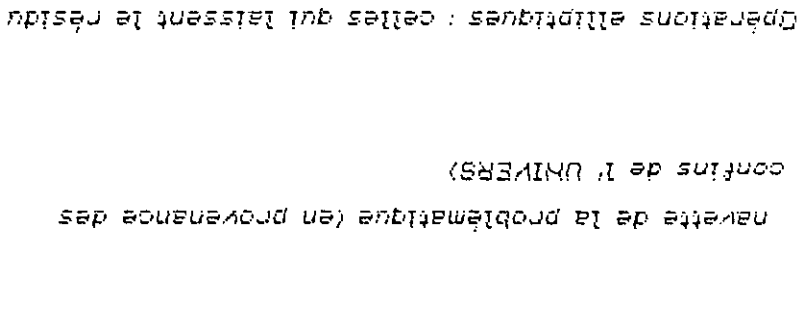 navette de la problématique (en provenance des
confins de l' UNIVERS)
Opérations elliptiques : celles qui laissent le résidu